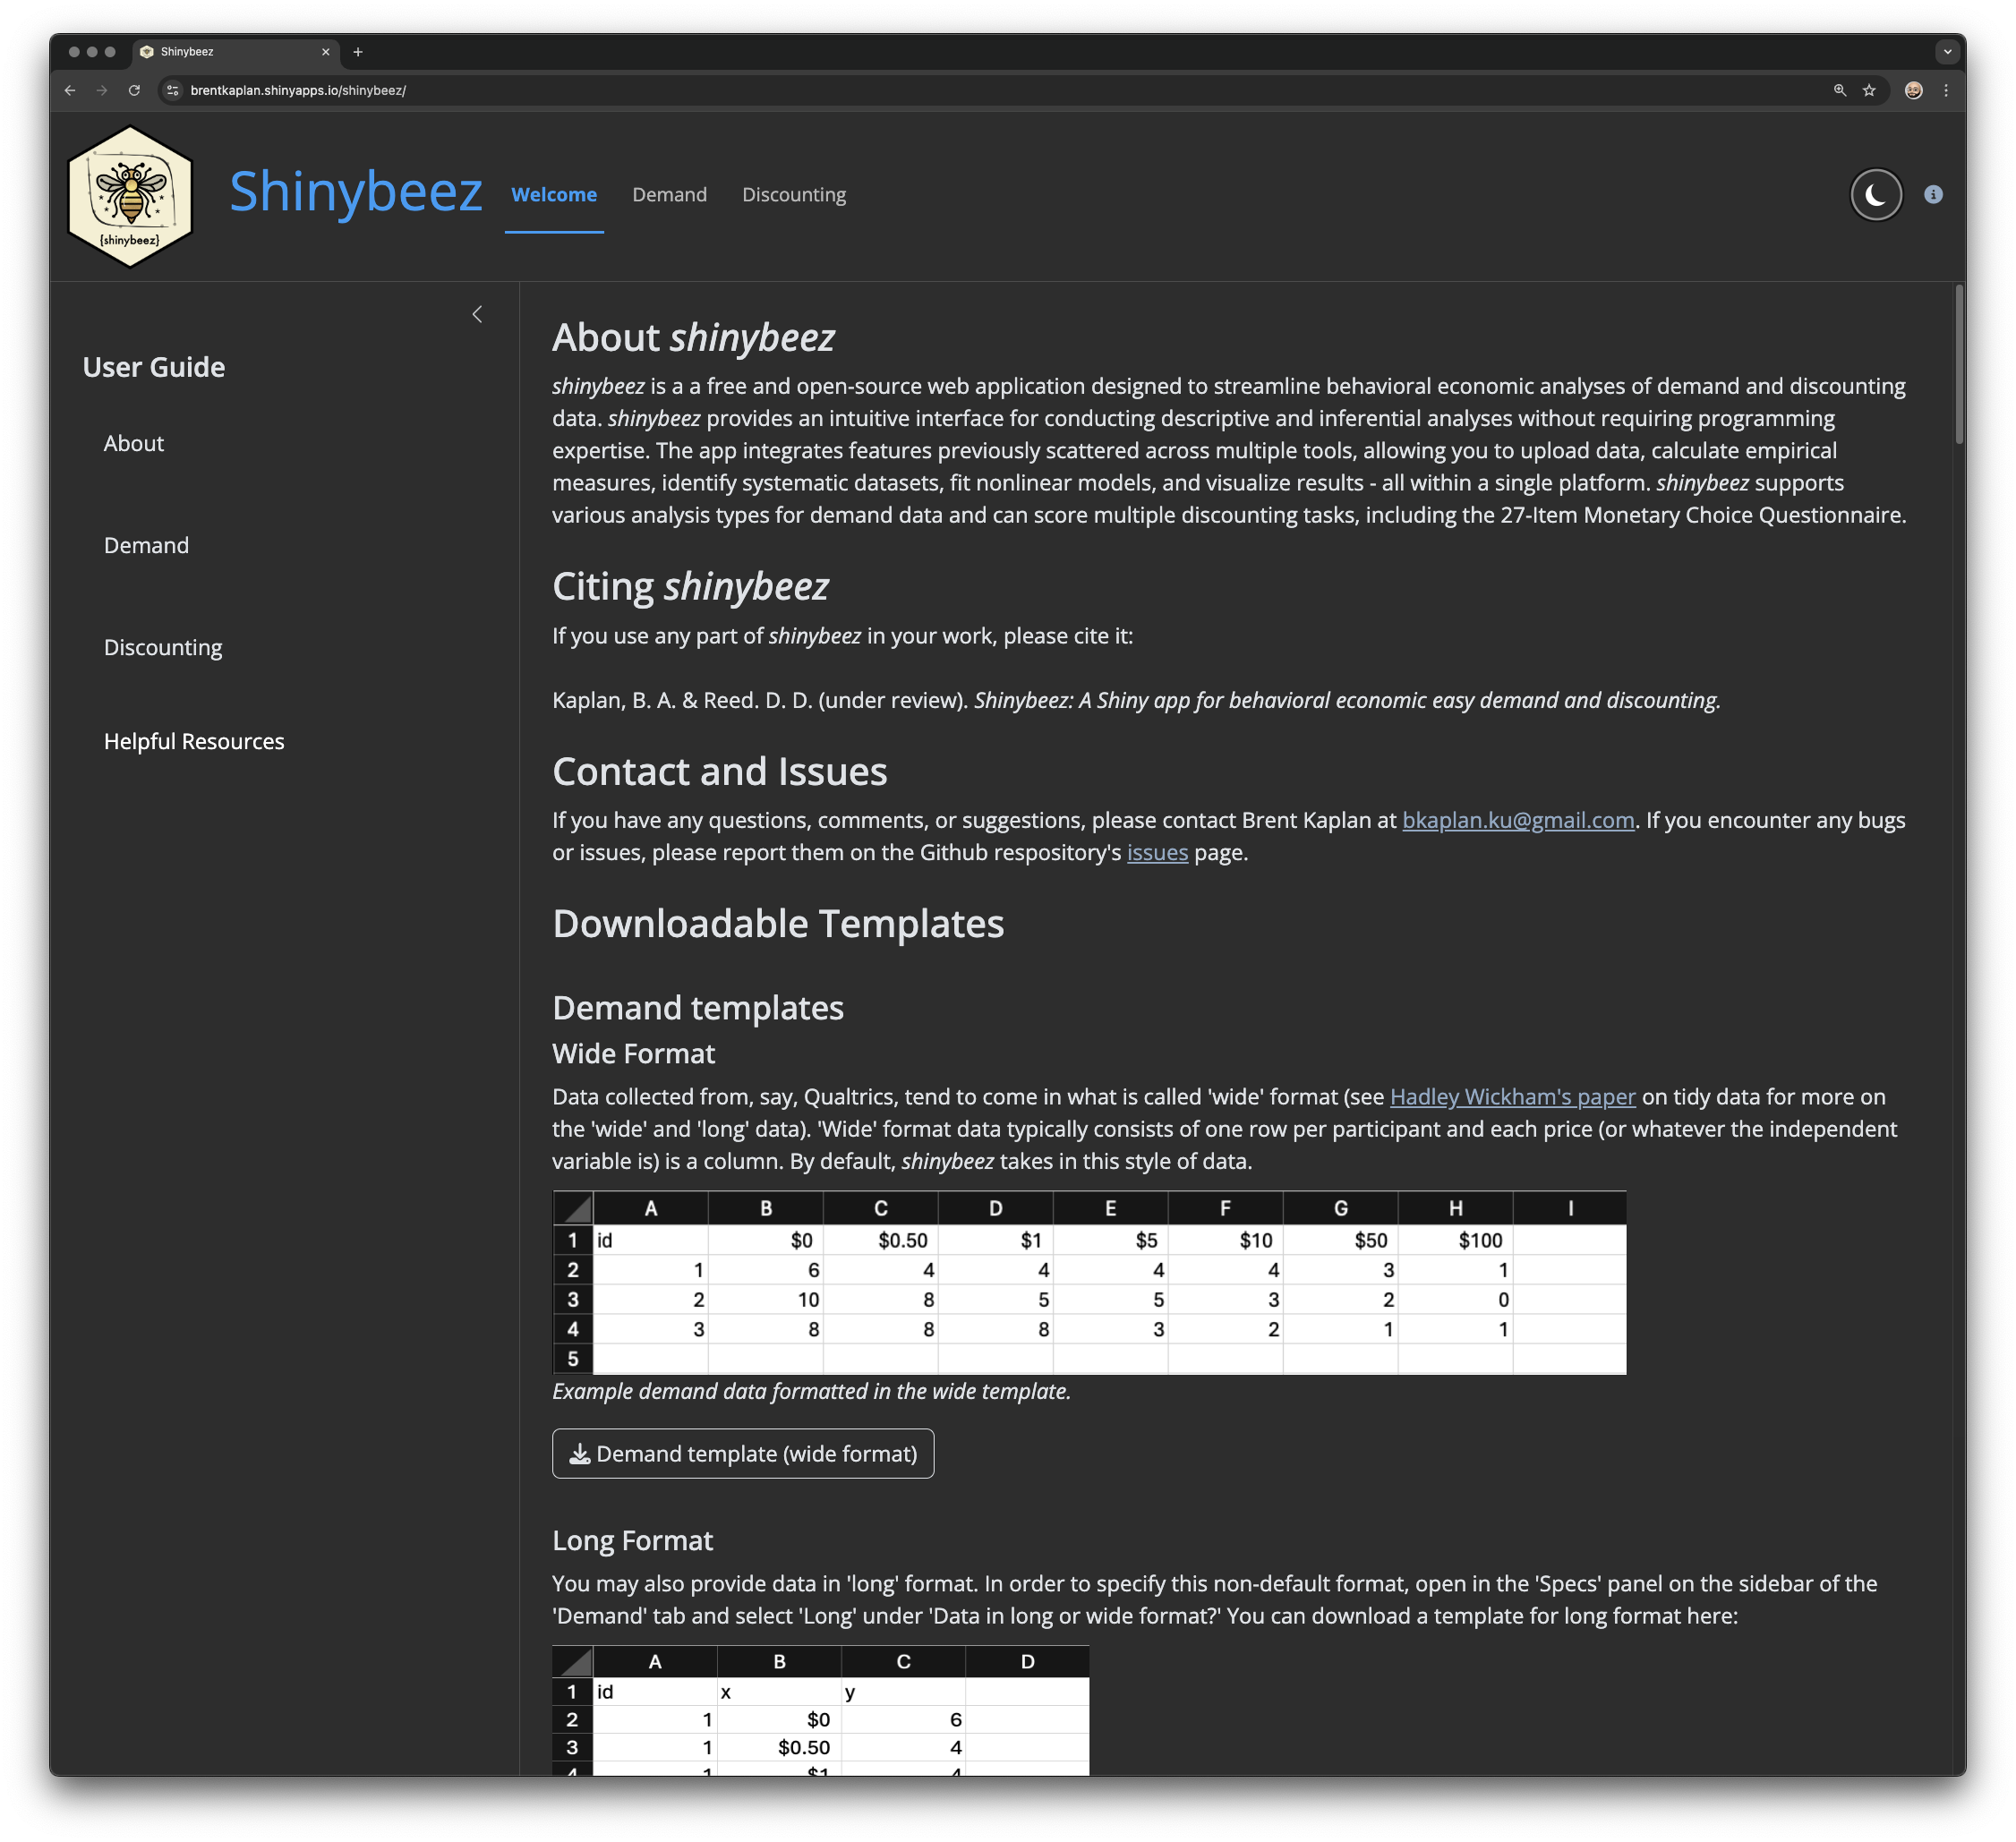 Shinybeez
brentkaplan.shinyapps.io/shinybeez/
{shinybeez}
Shinybeez
Welcome
Demand
Discounting
User Guide
About
Demand
Discounting
Helpful Resources
About shinybeez
shinybeez is a a free and open-source web application designed to streamline behavioral economic analyses of demand and discounting
data. shinybeez provides an intuitive interface for conducting descriptive and inferential analyses without requiring programming
expertise. The app integrates features previously scattered across multiple tools, allowing you to upload data, calculate empirical
measures, identify systematic datasets, fit nonlinear models, and visualize results - all within a single platform. shinybeez supports
various analysis types for demand data and can score multiple discounting tasks, including the 27-Item Monetary Choice Questionnaire.
Citing shinybeez
If you use any part of shinybeez in your work, please cite it:
Kaplan, B. A. & Reed. D. D. (under review). Shinybeez: A Shiny app for behavioral economic easy demand and discounting.
Contact and Issues
If you have any questions, comments, or suggestions, please contact Brent Kaplan at bkaplan.ku@gmail.com. If you encounter any bugs
or issues, please report them on the Github respository's issues page.
Downloadable Templates
Demand templates
Wide Format
Data collected from, say, Qualtrics, tend to come in what is called 'wide' format (see Hadley Wickham's paper on tidy data for more on
the 'wide' and 'long' data). 'Wide' format data typically consists of one row per participant and each price (or whatever the independent
variable is) is a column. By default, shinybeez takes in this style of data.
A B C D E F G H I
1 id $0 $0.50 $1 $5 $10 $50 $100
2 1 6 4 4 4 4 3 1
3 2 10 8 5 5 3 2 0
4 3 8 8 8 3 2 1 1
5
Example demand data formatted in the wide template.
Demand template (wide format)
Long Format
You may also provide data in 'long' format. In order to specify this non-default format, open in the 'Specs' panel on the sidebar of the
'Demand' tab and select 'Long' under 'Data in long or wide format?' You can download a template for long format here:
A B C D
1 id x y
2 1 $0 6
3 1 $0.50 4
4 1 $1 4